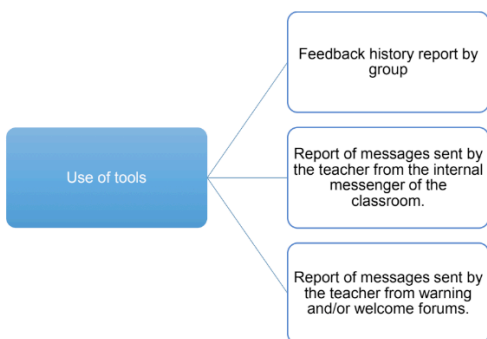 Use of tools
Feedback history report by
group
Report of messages sent by
the teacher from the internal
messenger of the
classroom.
Report of messages sent by
the teacher from warning
and/or welcome forums.